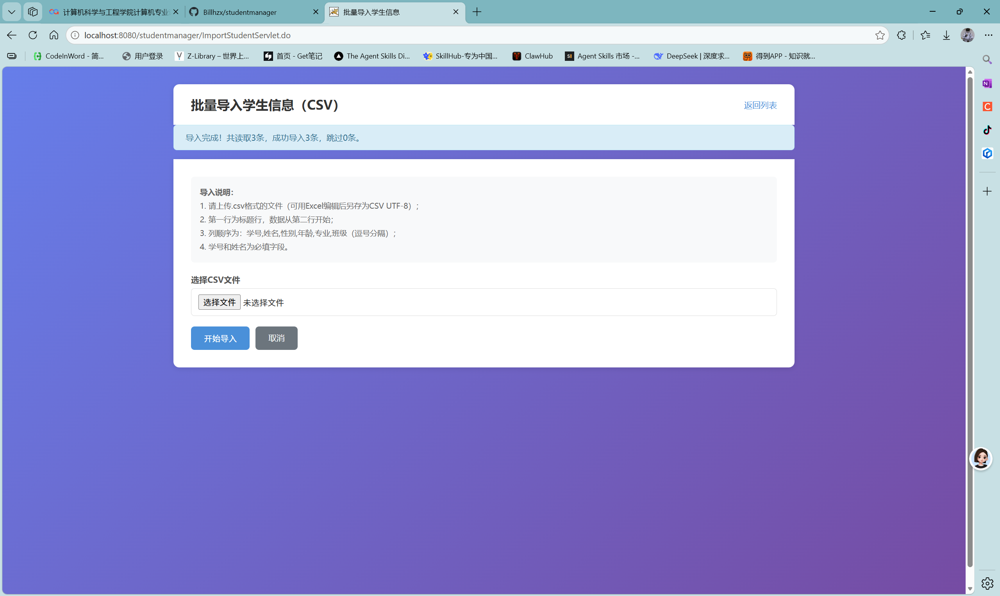 计算机科学与工程学院计算机专业
Billhzx/studentmanager
批量导入学生信息
localhost:8080/studentmanager/ImportStudentServlet.do
CodeInWord - 简...
用户登录
Z-Library – 世界上...
首页 - Get笔记
The Agent Skills Di...
SkillHub-专为中国...
ClawHub
SI
Agent Skills 市场 -...
DeepSeek | 深度求...
得到APP - 知识就...
批量导入学生信息（CSV）
返回列表
导入完成！共读取3条，成功导入3条，跳过0条。
导入说明：
1. 请上传.csv格式的文件（可用Excel编辑后另存为CSV UTF-8）；
2. 第一行为标题行，数据从第二行开始；
3. 列顺序为：学号,姓名,性别,年龄,专业,班级（逗号分隔）；
4. 学号和姓名为必填字段。
选择CSV文件
选择文件 未选择文件
开始导入
取消